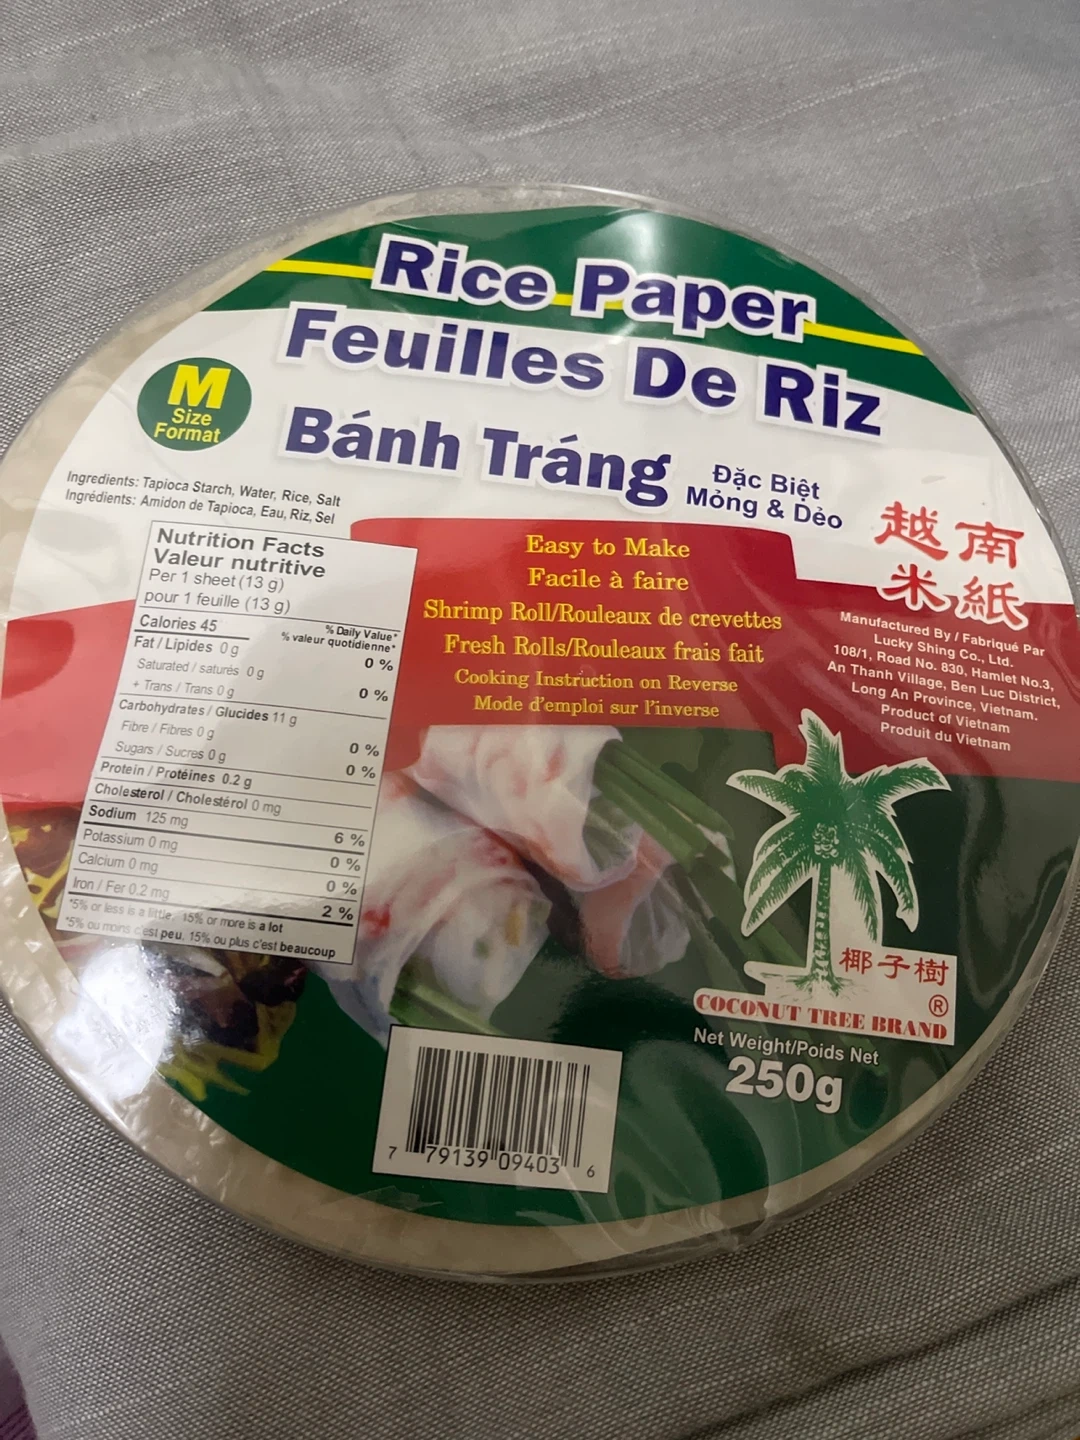 Rice Paper
Feuilles De Riz
Bánh Tráng
Đặc Biệt
Mỏng & Dẻo
M
Size
Format
Ingredients: Tapioca Starch, Water, Rice, Salt
Ingrédients: Amidon de Tapioca, Eau, Riz, Sel
Nutrition Facts
Valeur nutritive
Per 1 sheet (13 g)
pour 1 feuille (13 g)
Calories 45
% Daily Value*
% valeur quotidienne*
Fat / Lipides 0 g 0 %
Saturated / saturés 0 g
+ Trans / Trans 0 g 0 %
Carbohydrates / Glucides 11 g
Fibre / Fibres 0 g 0 %
Sugars / Sucres 0 g 0 %
Protein / Protéines 0.2 g
Cholesterol / Cholestérol 0 mg
Sodium 125 mg 6 %
Potassium 0 mg 0 %
Calcium 0 mg 0 %
Iron / Fer 0.2 mg 2 %
*5% or less is a little, 15% or more is a lot
*5% ou moins c'est peu, 15% ou plus c'est beaucoup
Easy to Make
Facile à faire
Shrimp Roll/Rouleaux de crevettes
Fresh Rolls/Rouleaux frais fait
Cooking Instruction on Reverse
Mode d'emploi sur l'inverse
越南
米紙
Manufactured By / Fabriqué Par
Lucky Shing Co., Ltd.
108/1, Road No. 830, Hamlet No.3,
An Thanh Village, Ben Luc District,
Long An Province, Vietnam.
Product of Vietnam
Produit du Vietnam
椰子樹
®
COCONUT TREE BRAND
Net Weight/Poids Net
250g
7 79139 09403 6